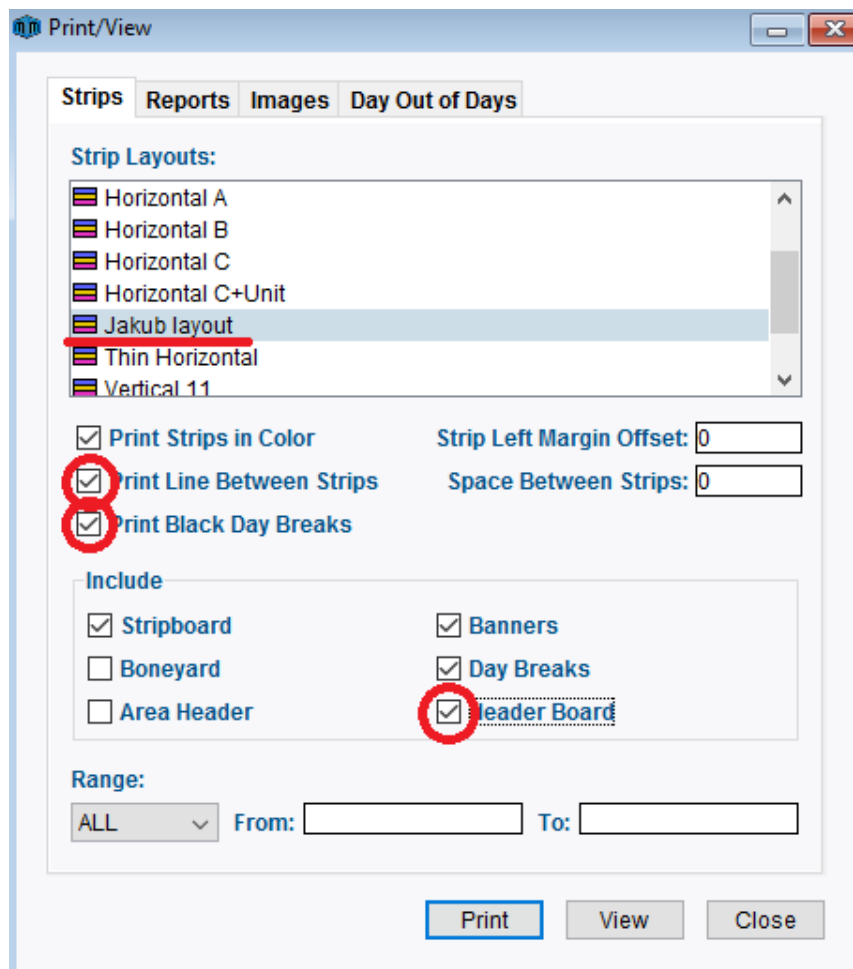 Print/View
Strips Reports Images Day Out of Days
Strip Layouts:
Horizontal A
Horizontal B
Horizontal C
Horizontal C+Unit
Jakub layout
Thin Horizontal
Vertical 11
Print Strips in Color Strip Left Margin Offset: 0
Print Line Between Strips Space Between Strips: 0
Print Black Day Breaks
Include
Stripboard Banners
Boneyard Day Breaks
Area Header Header Board
Range:
ALL From: To:
Print View Close